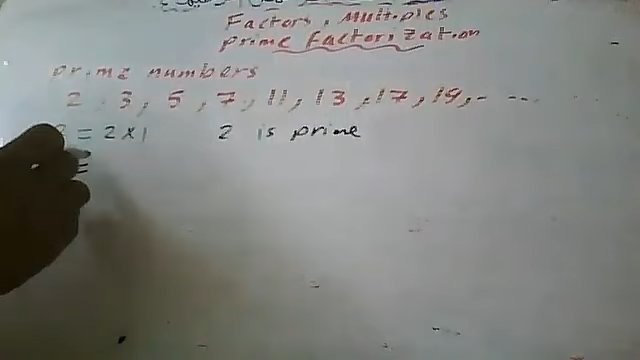 Factors, Multiples
prime factorization
prime numbers
2, 3, 5, 7, 11, 13, 17, 19, - ---
2 = 2 x 1 2 is prime
=